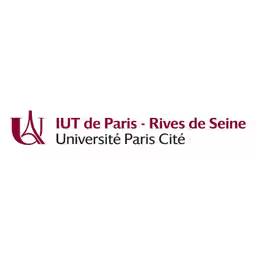 IUT de Paris - Rives de Seine
Université Paris Cité